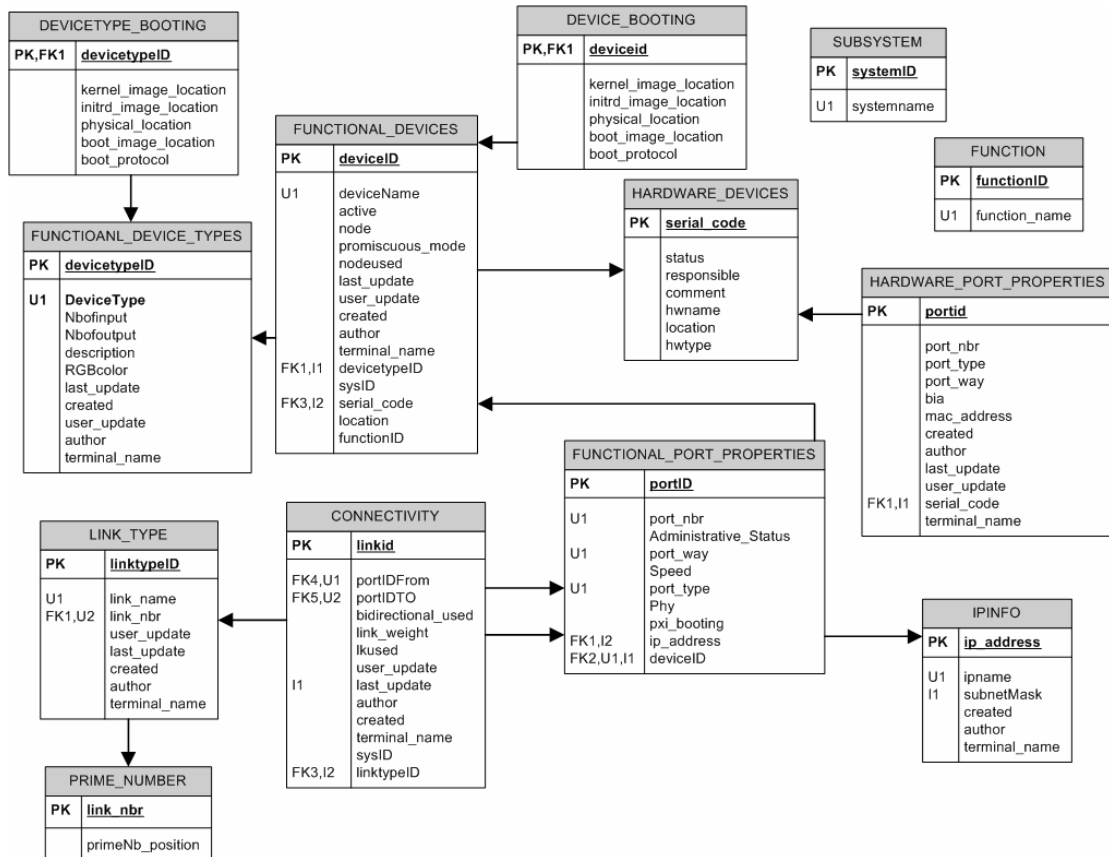 DEVICETYPE_BOOTING
PK,FK1 devicetypeID
kernel_image_location
initrd_image_location
physical_location
boot_image_location
boot_protocol
DEVICE_BOOTING
PK,FK1 deviceid
kernel_image_location
initrd_image_location
physical_location
boot_image_location
boot_protocol
SUBSYSTEM
PK systemID
U1 systemname
FUNCTION
PK functionID
U1 function_name
FUNCTIONAL_DEVICES
PK deviceID
U1 deviceName
active
node
promiscuous_mode
nodeused
last_update
user_update
created
author
terminal_name
FK1,I1 devicetypeID
sysID
FK3,I2 serial_code
location
functionID
HARDWARE_DEVICES
PK serial_code
status
responsible
comment
hwname
location
hwtype
FUNCTIOANL_DEVICE_TYPES
PK devicetypeID
U1 DeviceType
Nbofinput
Nbofoutput
description
RGBcolor
last_update
created
user_update
author
terminal_name
HARDWARE_PORT_PROPERTIES
PK portid
port_nbr
port_type
port_way
bia
mac_address
created
author
last_update
user_update
FK1,I1 serial_code
terminal_name
FUNCTIONAL_PORT_PROPERTIES
PK portID
U1 port_nbr
Administrative_Status
U1 port_way
Speed
U1 port_type
Phy
pxi_booting
FK1,I2 ip_address
FK2,U1,I1 deviceID
CONNECTIVITY
PK linkid
FK4,U1 portIDFrom
FK5,U2 portIDTO
bidirectional_used
link_weight
lkused
user_update
I1 last_update
author
created
terminal_name
sysID
FK3,I2 linktypeID
LINK_TYPE
PK linktypeID
U1 link_name
FK1,U2 link_nbr
user_update
last_update
created
author
terminal_name
IPINFO
PK ip_address
U1 ipname
I1 subnetMask
created
author
terminal_name
PRIME_NUMBER
PK link_nbr
primeNb_position